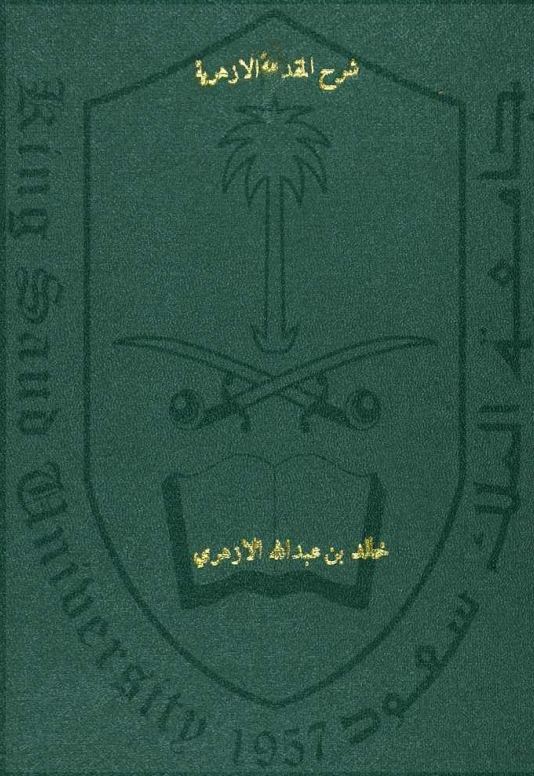 شرح المقدمة الازهرية
خالد بن عبدالله الازهري
King Saud University 1957
جامعة الملك سعود